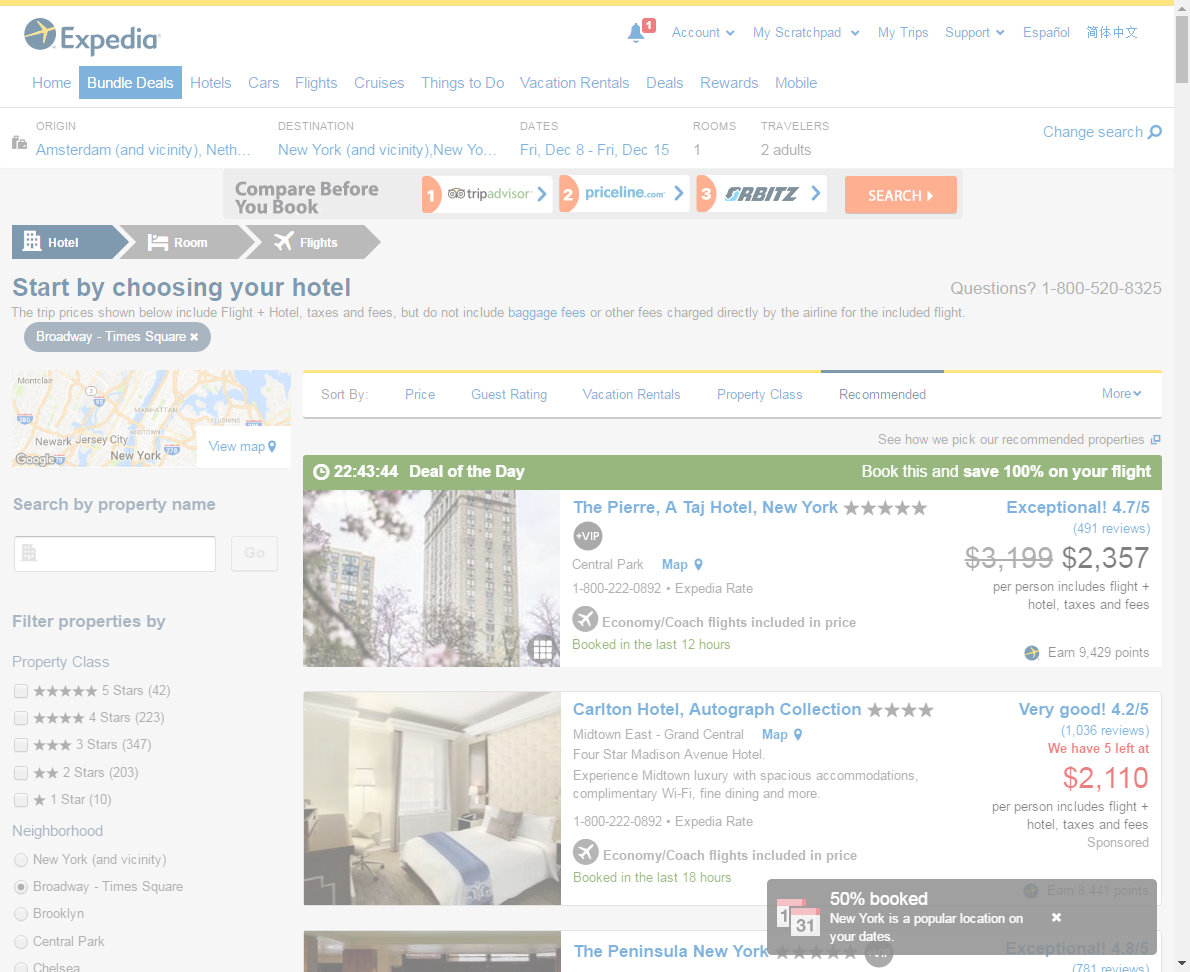 Expedia
1
Account
My Scratchpad
My Trips
Support
Español
简体中文
Home
Bundle Deals
Hotels
Cars
Flights
Cruises
Things to Do
Vacation Rentals
Deals
Rewards
Mobile
ORIGIN
Amsterdam (and vicinity), Neth...
DESTINATION
New York (and vicinity),New Yo...
DATES
Fri, Dec 8 - Fri, Dec 15
ROOMS
1
TRAVELERS
2 adults
Change search
Compare Before
You Book
1 tripadvisor
2 priceline.com
3 ORBITZ
SEARCH
Hotel
Room
Flights
Start by choosing your hotel
Questions? 1-800-520-8325
The trip prices shown below include Flight + Hotel, taxes and fees, but do not include baggage fees or other fees charged directly by the airline for the included flight.
Broadway - Times Square ×
Montclair
3
95
MANHATTAN
280
FLUSHING
Newark
Jersey City
MIDTOWN
New York
278
Google
78
View map
Sort By:
Price
Guest Rating
Vacation Rentals
Property Class
Recommended
More
See how we pick our recommended properties
Search by property name
Go
Filter properties by
Property Class
★★★★★ 5 Stars (42)
★★★★ 4 Stars (223)
★★★ 3 Stars (347)
★★ 2 Stars (203)
★ 1 Star (10)
Neighborhood
New York (and vicinity)
Broadway - Times Square
Brooklyn
Central Park
Chelsea
22:43:44 Deal of the Day
Book this and save 100% on your flight
The Pierre, A Taj Hotel, New York ★★★★★
+VIP
Central Park
Map
1-800-222-0892 • Expedia Rate
Economy/Coach flights included in price
Booked in the last 12 hours
Exceptional! 4.7/5
(491 reviews)
$3,199 $2,357
per person includes flight +
hotel, taxes and fees
Earn 9,429 points
Carlton Hotel, Autograph Collection ★★★★
Midtown East - Grand Central
Map
Four Star Madison Avenue Hotel.
Experience Midtown luxury with spacious accommodations,
complimentary Wi-Fi, fine dining and more.
1-800-222-0892 • Expedia Rate
Economy/Coach flights included in price
Booked in the last 18 hours
Very good! 4.2/5
(1,036 reviews)
We have 5 left at
$2,110
per person includes flight +
hotel, taxes and fees
Sponsored
Earn 8,441 points
The Peninsula New York ★★★★★
+VIP
Exceptional! 4.8/5
(781 reviews)
1
31
50% booked
New York is a popular location on
your dates.
×